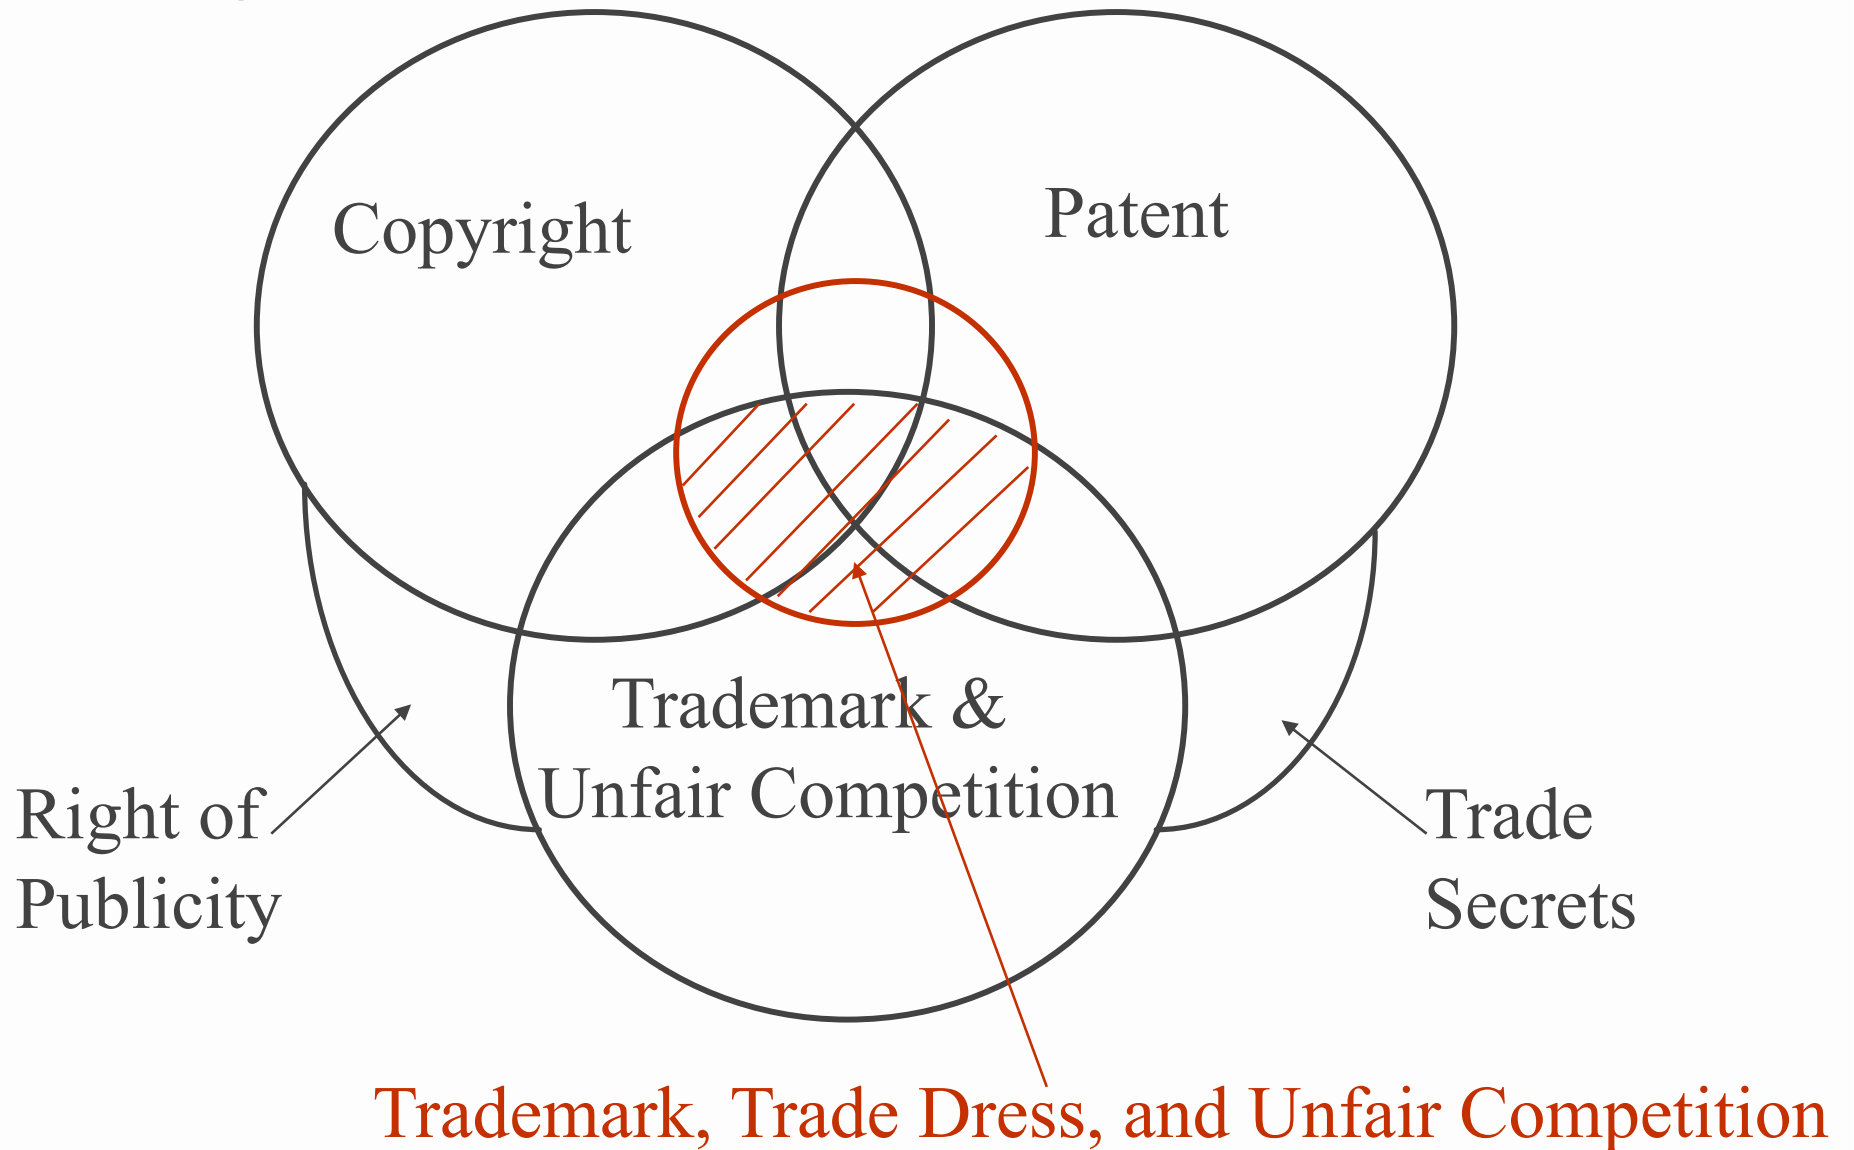 Copyright
Patent
Trademark &
Unfair Competition
Right of
Publicity
Trade
Secrets
Trademark, Trade Dress, and Unfair Competition